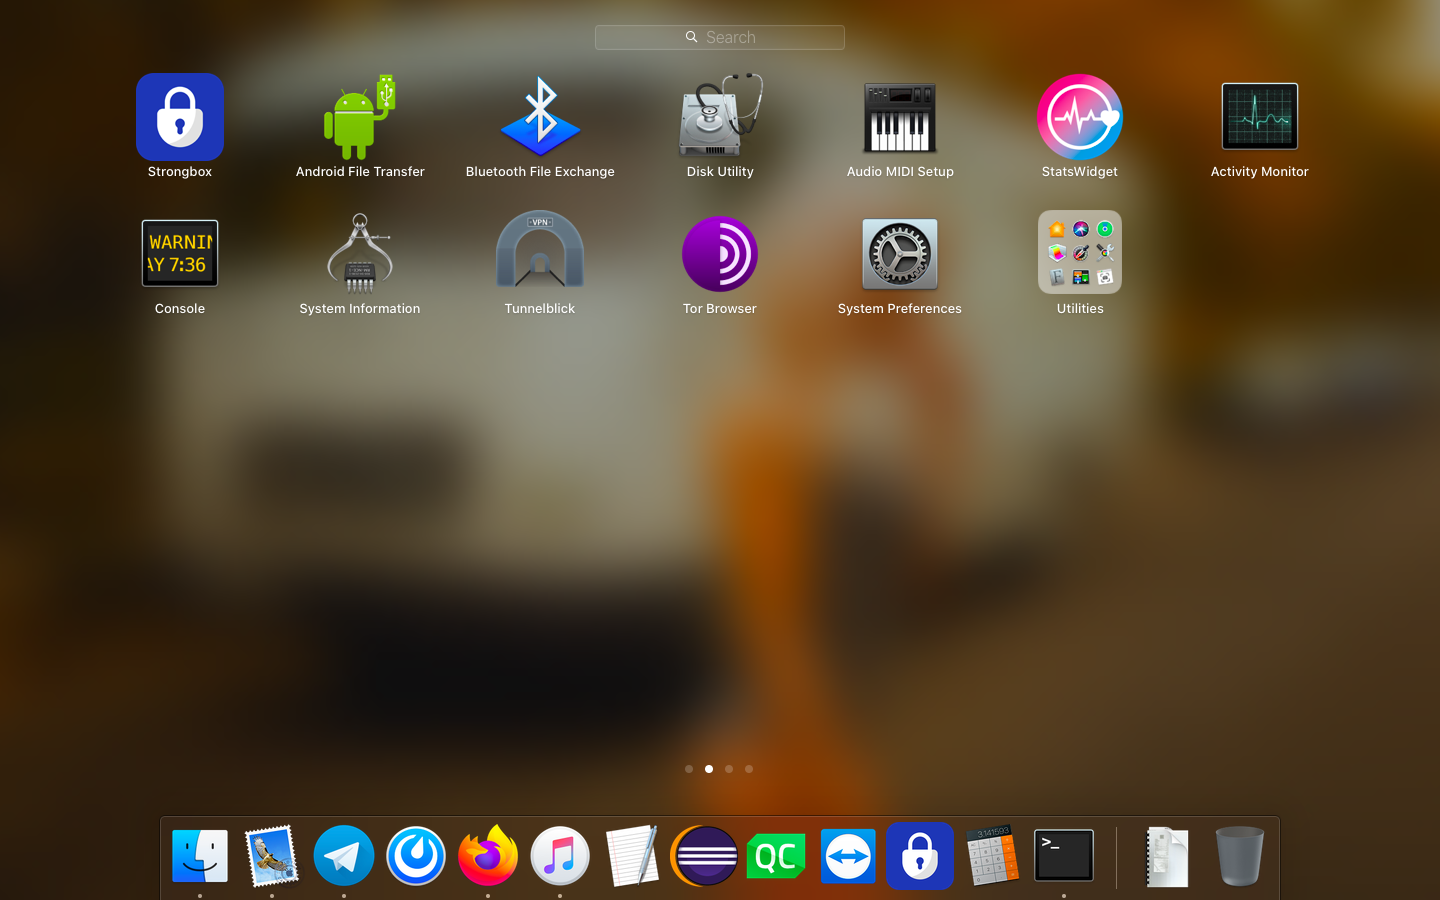 Search
Strongbox
Android File Transfer
Bluetooth File Exchange
Disk Utility
Audio MIDI Setup
StatsWidget
Activity Monitor
WARNIN
AY 7:36
VPN
Console
System Information
Tunnelblick
Tor Browser
System Preferences
Utilities
QC
3.141593
>_